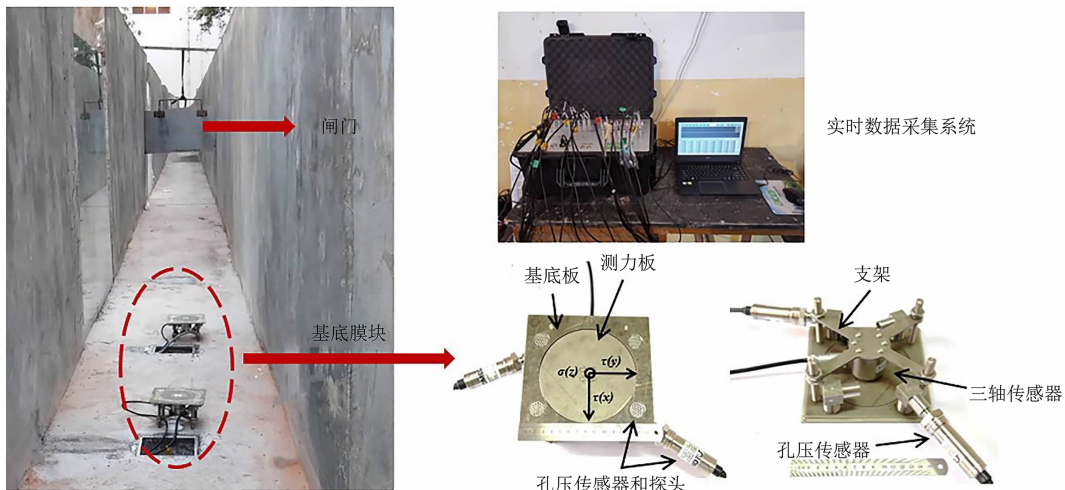 闸门
实时数据采集系统
基底膜块
基底板
测力板
σ(z)
τ(y)
τ(x)
孔压传感器和探头
支架
三轴传感器
孔压传感器